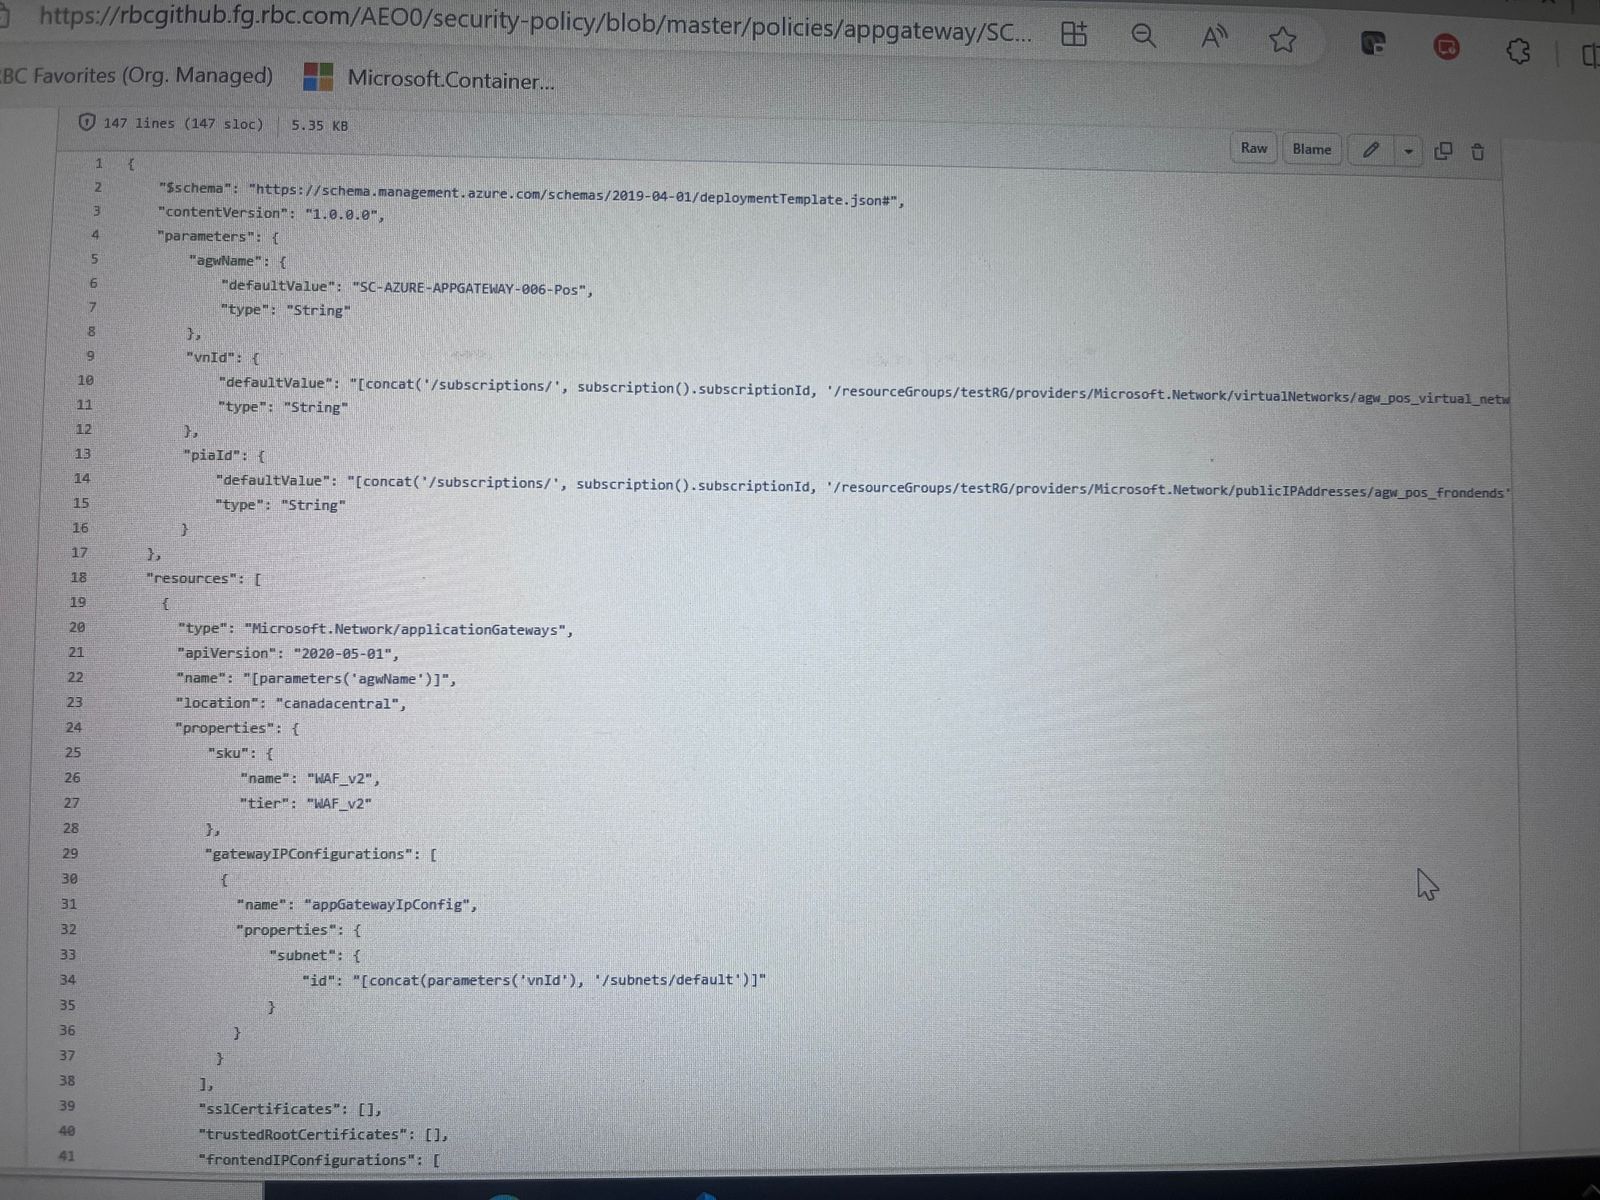 https://rbcgithub.fg.rbc.com/AEO0/security-policy/blob/master/policies/appgateway/SC...
BC Favorites (Org. Managed) Microsoft.Container...
147 lines (147 sloc) 5.35 KB
Raw Blame
1 {
2 "$schema": "https://schema.management.azure.com/schemas/2019-04-01/deploymentTemplate.json#",
3 "contentVersion": "1.0.0.0",
4 "parameters": {
5 "agwName": {
6 "defaultValue": "SC-AZURE-APPGATEWAY-006-Pos",
7 "type": "String"
8 },
9 "vnId": {
10 "defaultValue": "[concat('/subscriptions/', subscription().subscriptionId, '/resourceGroups/testRG/providers/Microsoft.Network/virtualNetworks/agw_pos_virtual_netw
11 "type": "String"
12 },
13 "piaId": {
14 "defaultValue": "[concat('/subscriptions/', subscription().subscriptionId, '/resourceGroups/testRG/providers/Microsoft.Network/publicIPAddresses/agw_pos_frondends'
15 "type": "String"
16 }
17 },
18 "resources": [
19 {
20 "type": "Microsoft.Network/applicationGateways",
21 "apiVersion": "2020-05-01",
22 "name": "[parameters('agwName')]",
23 "location": "canadacentral",
24 "properties": {
25 "sku": {
26 "name": "WAF_v2",
27 "tier": "WAF_v2"
28 },
29 "gatewayIPConfigurations": [
30 {
31 "name": "appGatewayIpConfig",
32 "properties": {
33 "subnet": {
34 "id": "[concat(parameters('vnId'), '/subnets/default')]"
35 }
36 }
37 }
38 ],
39 "sslCertificates": [],
40 "trustedRootCertificates": [],
41 "frontendIPConfigurations": [